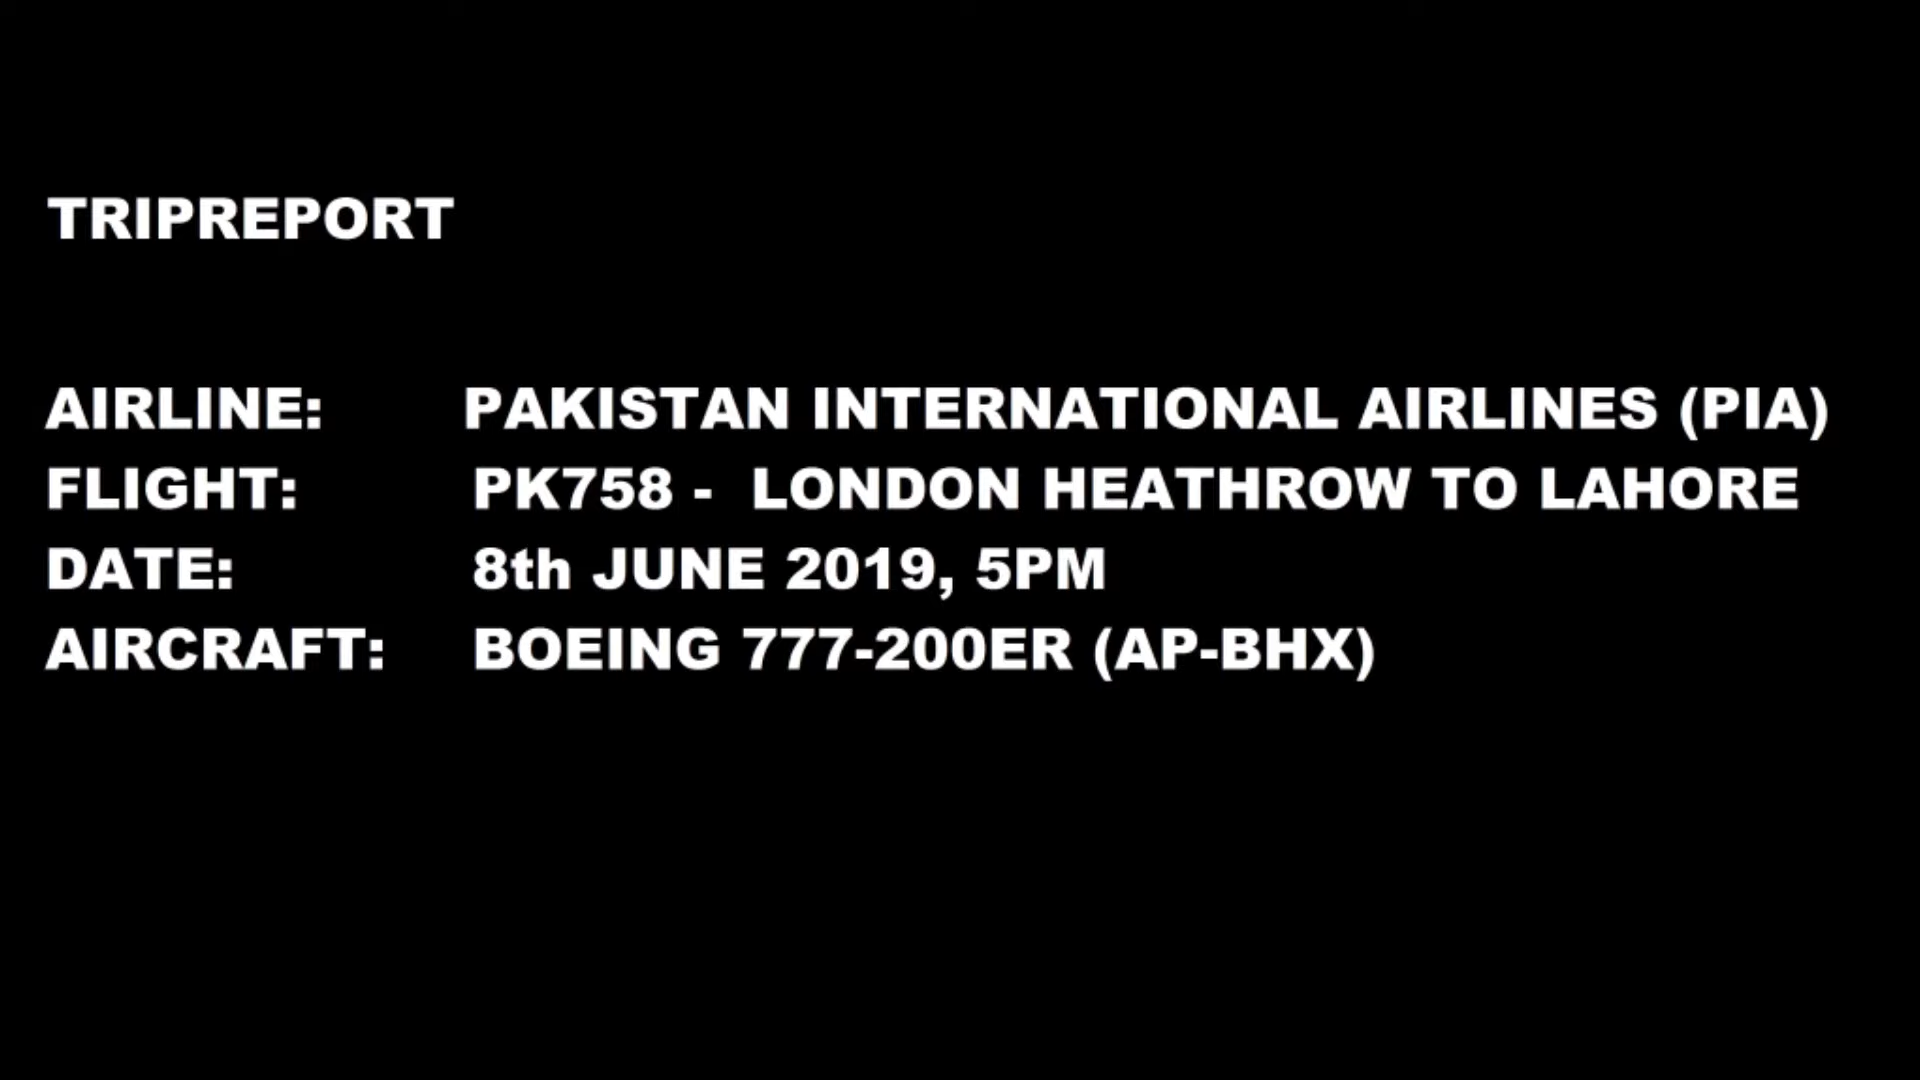 TRIPREPORT
AIRLINE: PAKISTAN INTERNATIONAL AIRLINES (PIA)
FLIGHT: PK758 - LONDON HEATHROW TO LAHORE
DATE: 8th JUNE 2019, 5PM
AIRCRAFT: BOEING 777-200ER (AP-BHX)